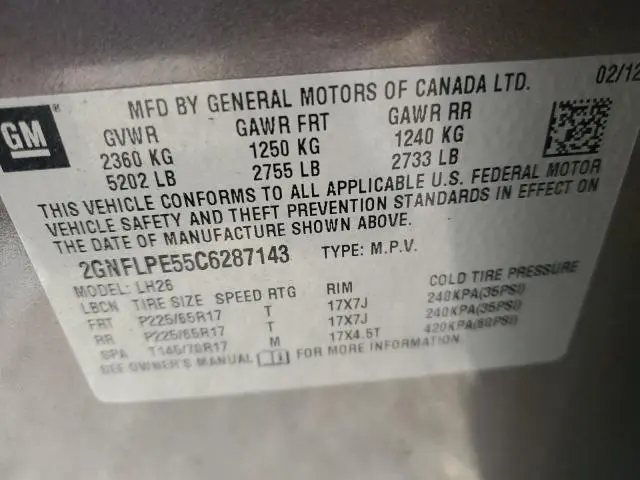 GM ®
MFD BY GENERAL MOTORS OF CANADA LTD. 02/12
GVWR GAWR FRT GAWR RR
2360 KG 1250 KG 1240 KG
5202 LB 2755 LB 2733 LB
THIS VEHICLE CONFORMS TO ALL APPLICABLE U.S. FEDERAL MOTOR
VEHICLE SAFETY AND THEFT PREVENTION STANDARDS IN EFFECT ON
THE DATE OF MANUFACTURE SHOWN ABOVE.
2GNFLPE55C6287143 TYPE: M.P.V.
MODEL: LH26
LBCN TIRE SIZE SPEED RTG RIM COLD TIRE PRESSURE
FRT P225/65R17 T 17X7J 240KPA(35PSI)
RR P225/65R17 T 17X7J 240KPA(35PSI)
SPA T145/70R17 M 17X4.5T 420KPA(60PSI)
SEE OWNER'S MANUAL FOR MORE INFORMATION.